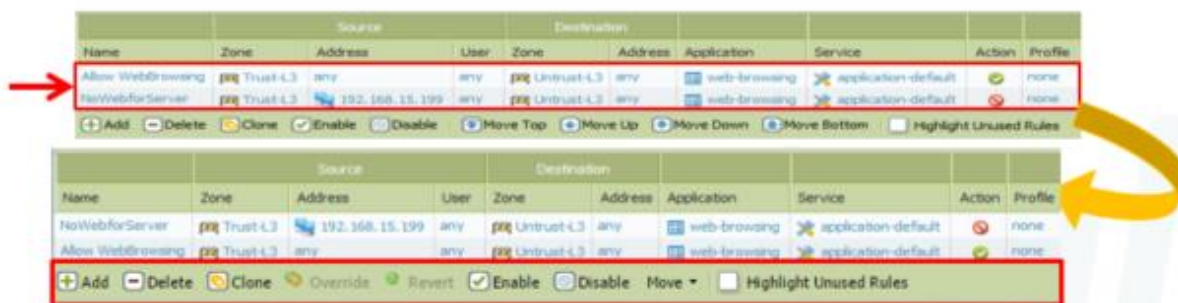 Source Destination
Name Zone Address User Zone Address Application Service Action Profile
Allow WebBrowsing Trust-L3 any any Untrust-L3 any web-browsing application-default none
NoWebforServer Trust-L3 192.168.15.199 any Untrust-L3 any web-browsing application-default none
Add Delete Clone Enable Disable Move Top Move Up Move Down Move Bottom Highlight Unused Rules
Source Destination
Name Zone Address User Zone Address Application Service Action Profile
NoWebforServer Trust-L3 192.168.15.199 any Untrust-L3 any web-browsing application-default none
Allow WebBrowsing Trust-L3 any any Untrust-L3 any web-browsing application-default none
Add Delete Clone Override Revert Enable Disable Move Highlight Unused Rules